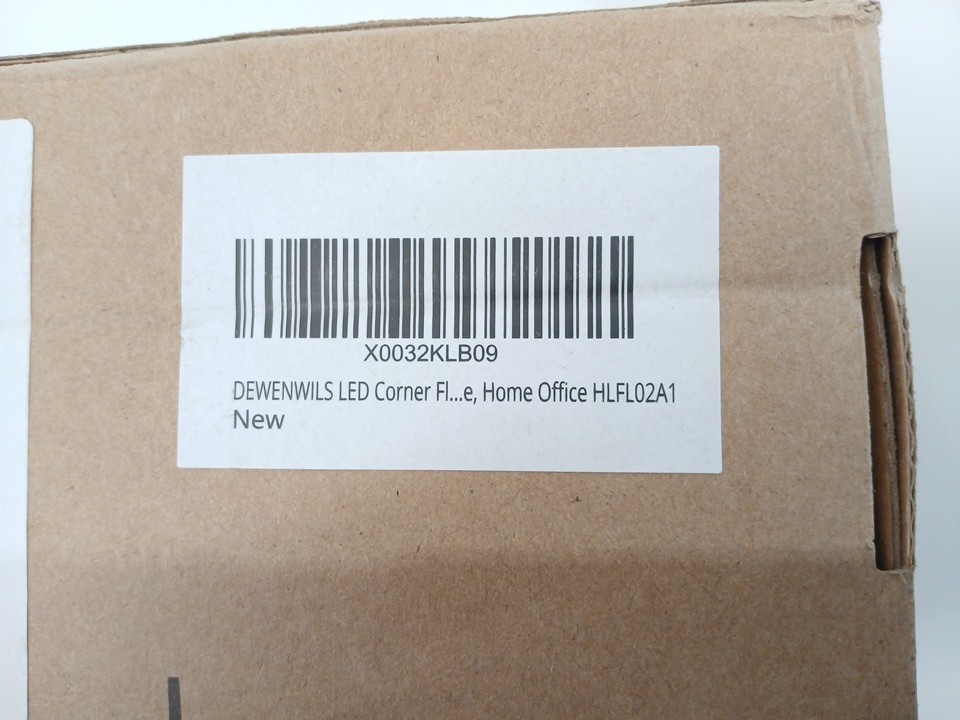 X0032KLB09
DEWENWILS LED Corner Fl...e, Home Office HLFL02A1
New